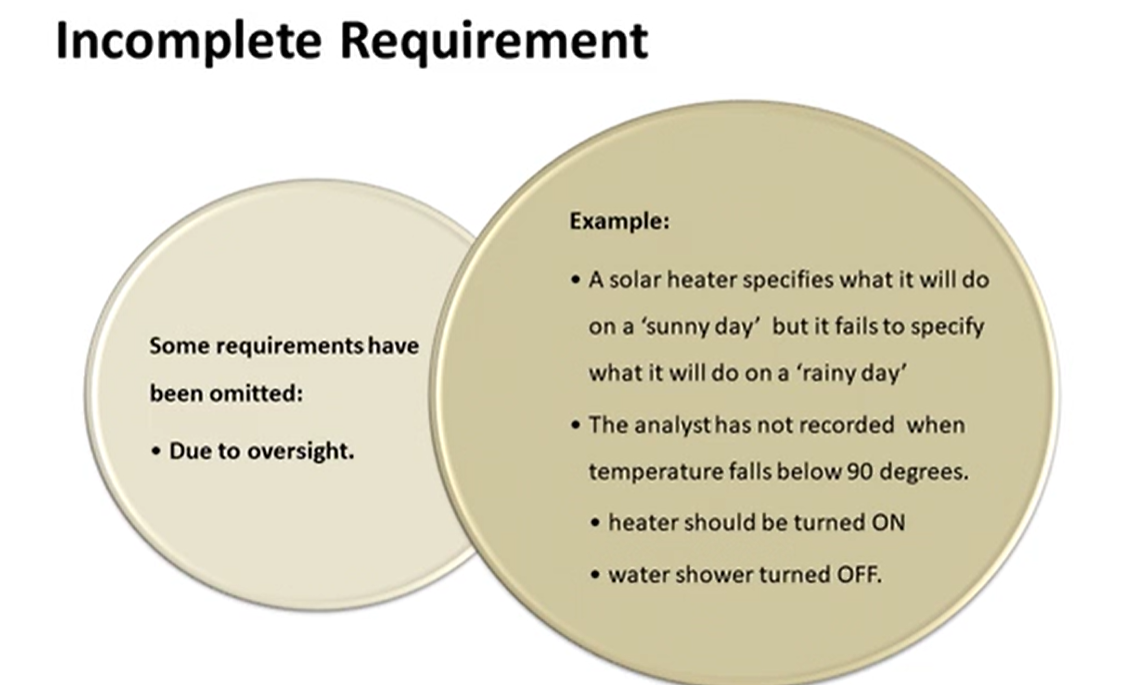 Incomplete Requirement
Some requirements have
been omitted:
• Due to oversight.
Example:
• A solar heater specifies what it will do
on a ‘sunny day’ but it fails to specify
what it will do on a ‘rainy day’
• The analyst has not recorded when
temperature falls below 90 degrees.
• heater should be turned ON
• water shower turned OFF.